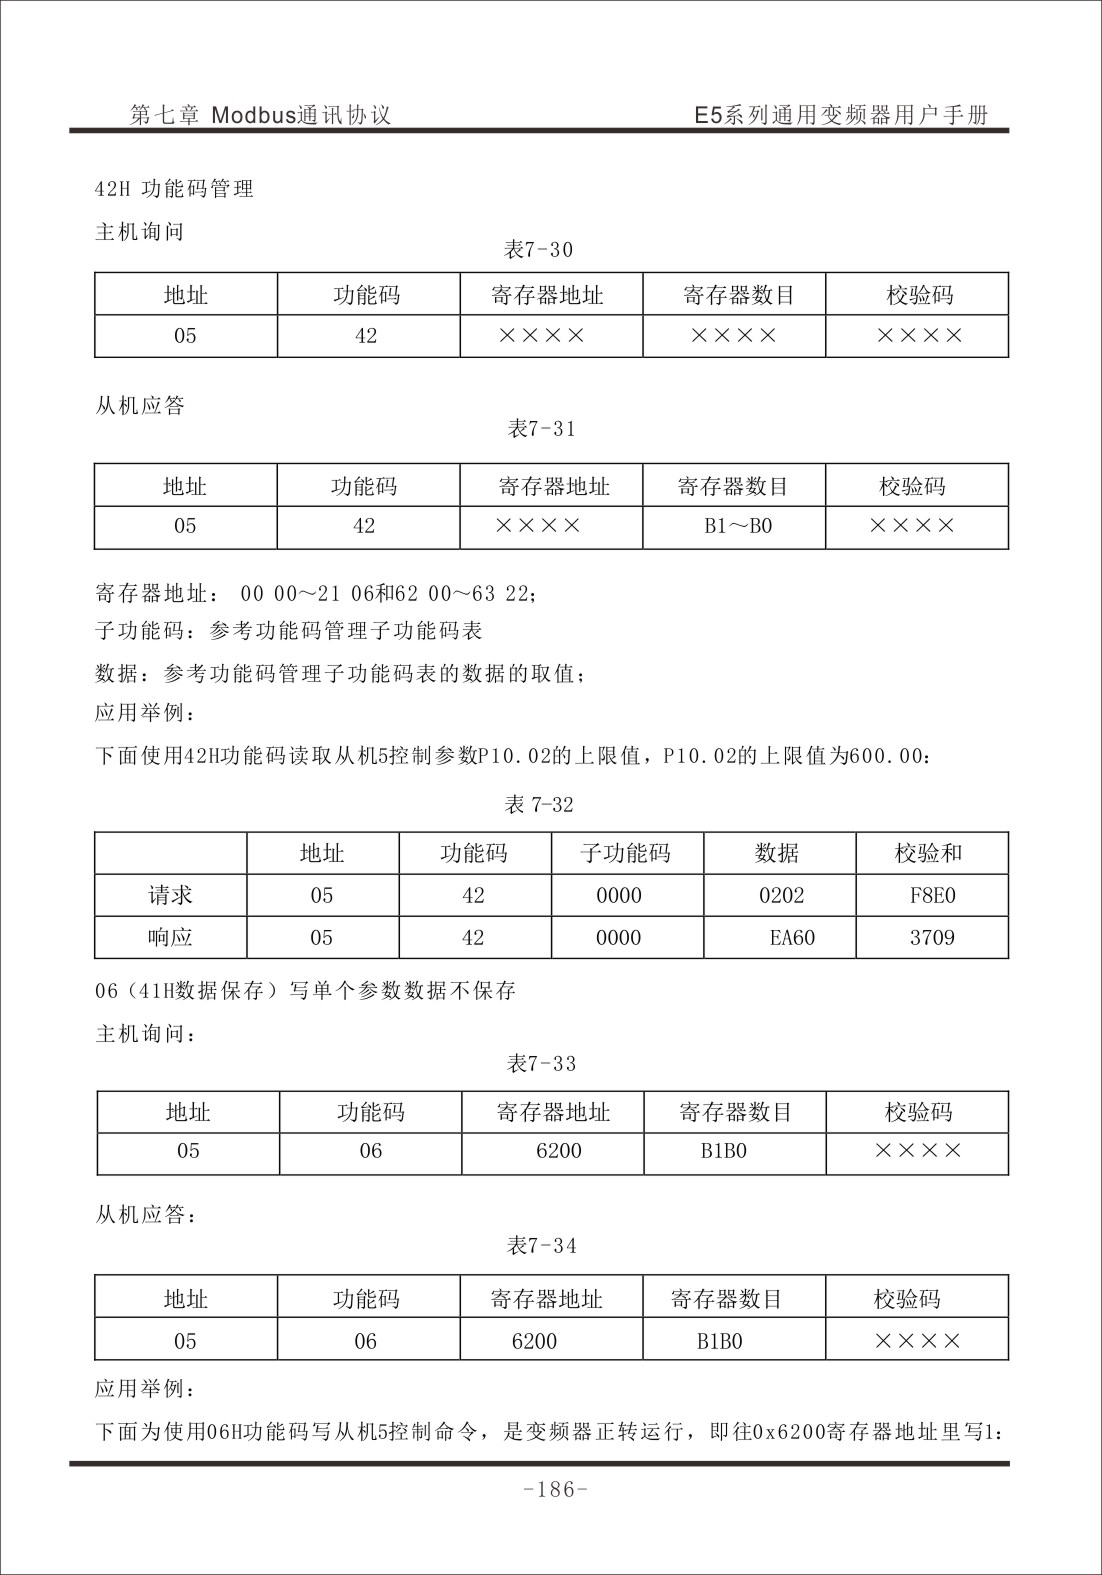 第七章 Modbus通讯协议 E5系列通用变频器用户手册
42H 功能码管理
主机询问
表7-30
地址 功能码 寄存器地址 寄存器数目 校验码
05 42 ×××× ×××× ××××
从机应答
表7-31
地址 功能码 寄存器地址 寄存器数目 校验码
05 42 ×××× B1～B0 ××××
寄存器地址： 00 00～21 06和62 00～63 22;
子功能码：参考功能码管理子功能码表
数据：参考功能码管理子功能码表的数据的取值；
应用举例：
下面使用42H功能码读取从机5控制参数P10.02的上限值，P10.02的上限值为600.00：
表 7-32
地址 功能码 子功能码 数据 校验和
请求 05 42 0000 0202 F8E0
响应 05 42 0000 EA60 3709
06（41H数据保存）写单个参数数据不保存
主机询问：
表7-33
地址 功能码 寄存器地址 寄存器数目 校验码
05 06 6200 B1B0 ××××
从机应答：
表7-34
地址 功能码 寄存器地址 寄存器数目 校验码
05 06 6200 B1B0 ××××
应用举例：
下面为使用06H功能码写从机5控制命令，是变频器正转运行，即往0x6200寄存器地址里写1：
-186-